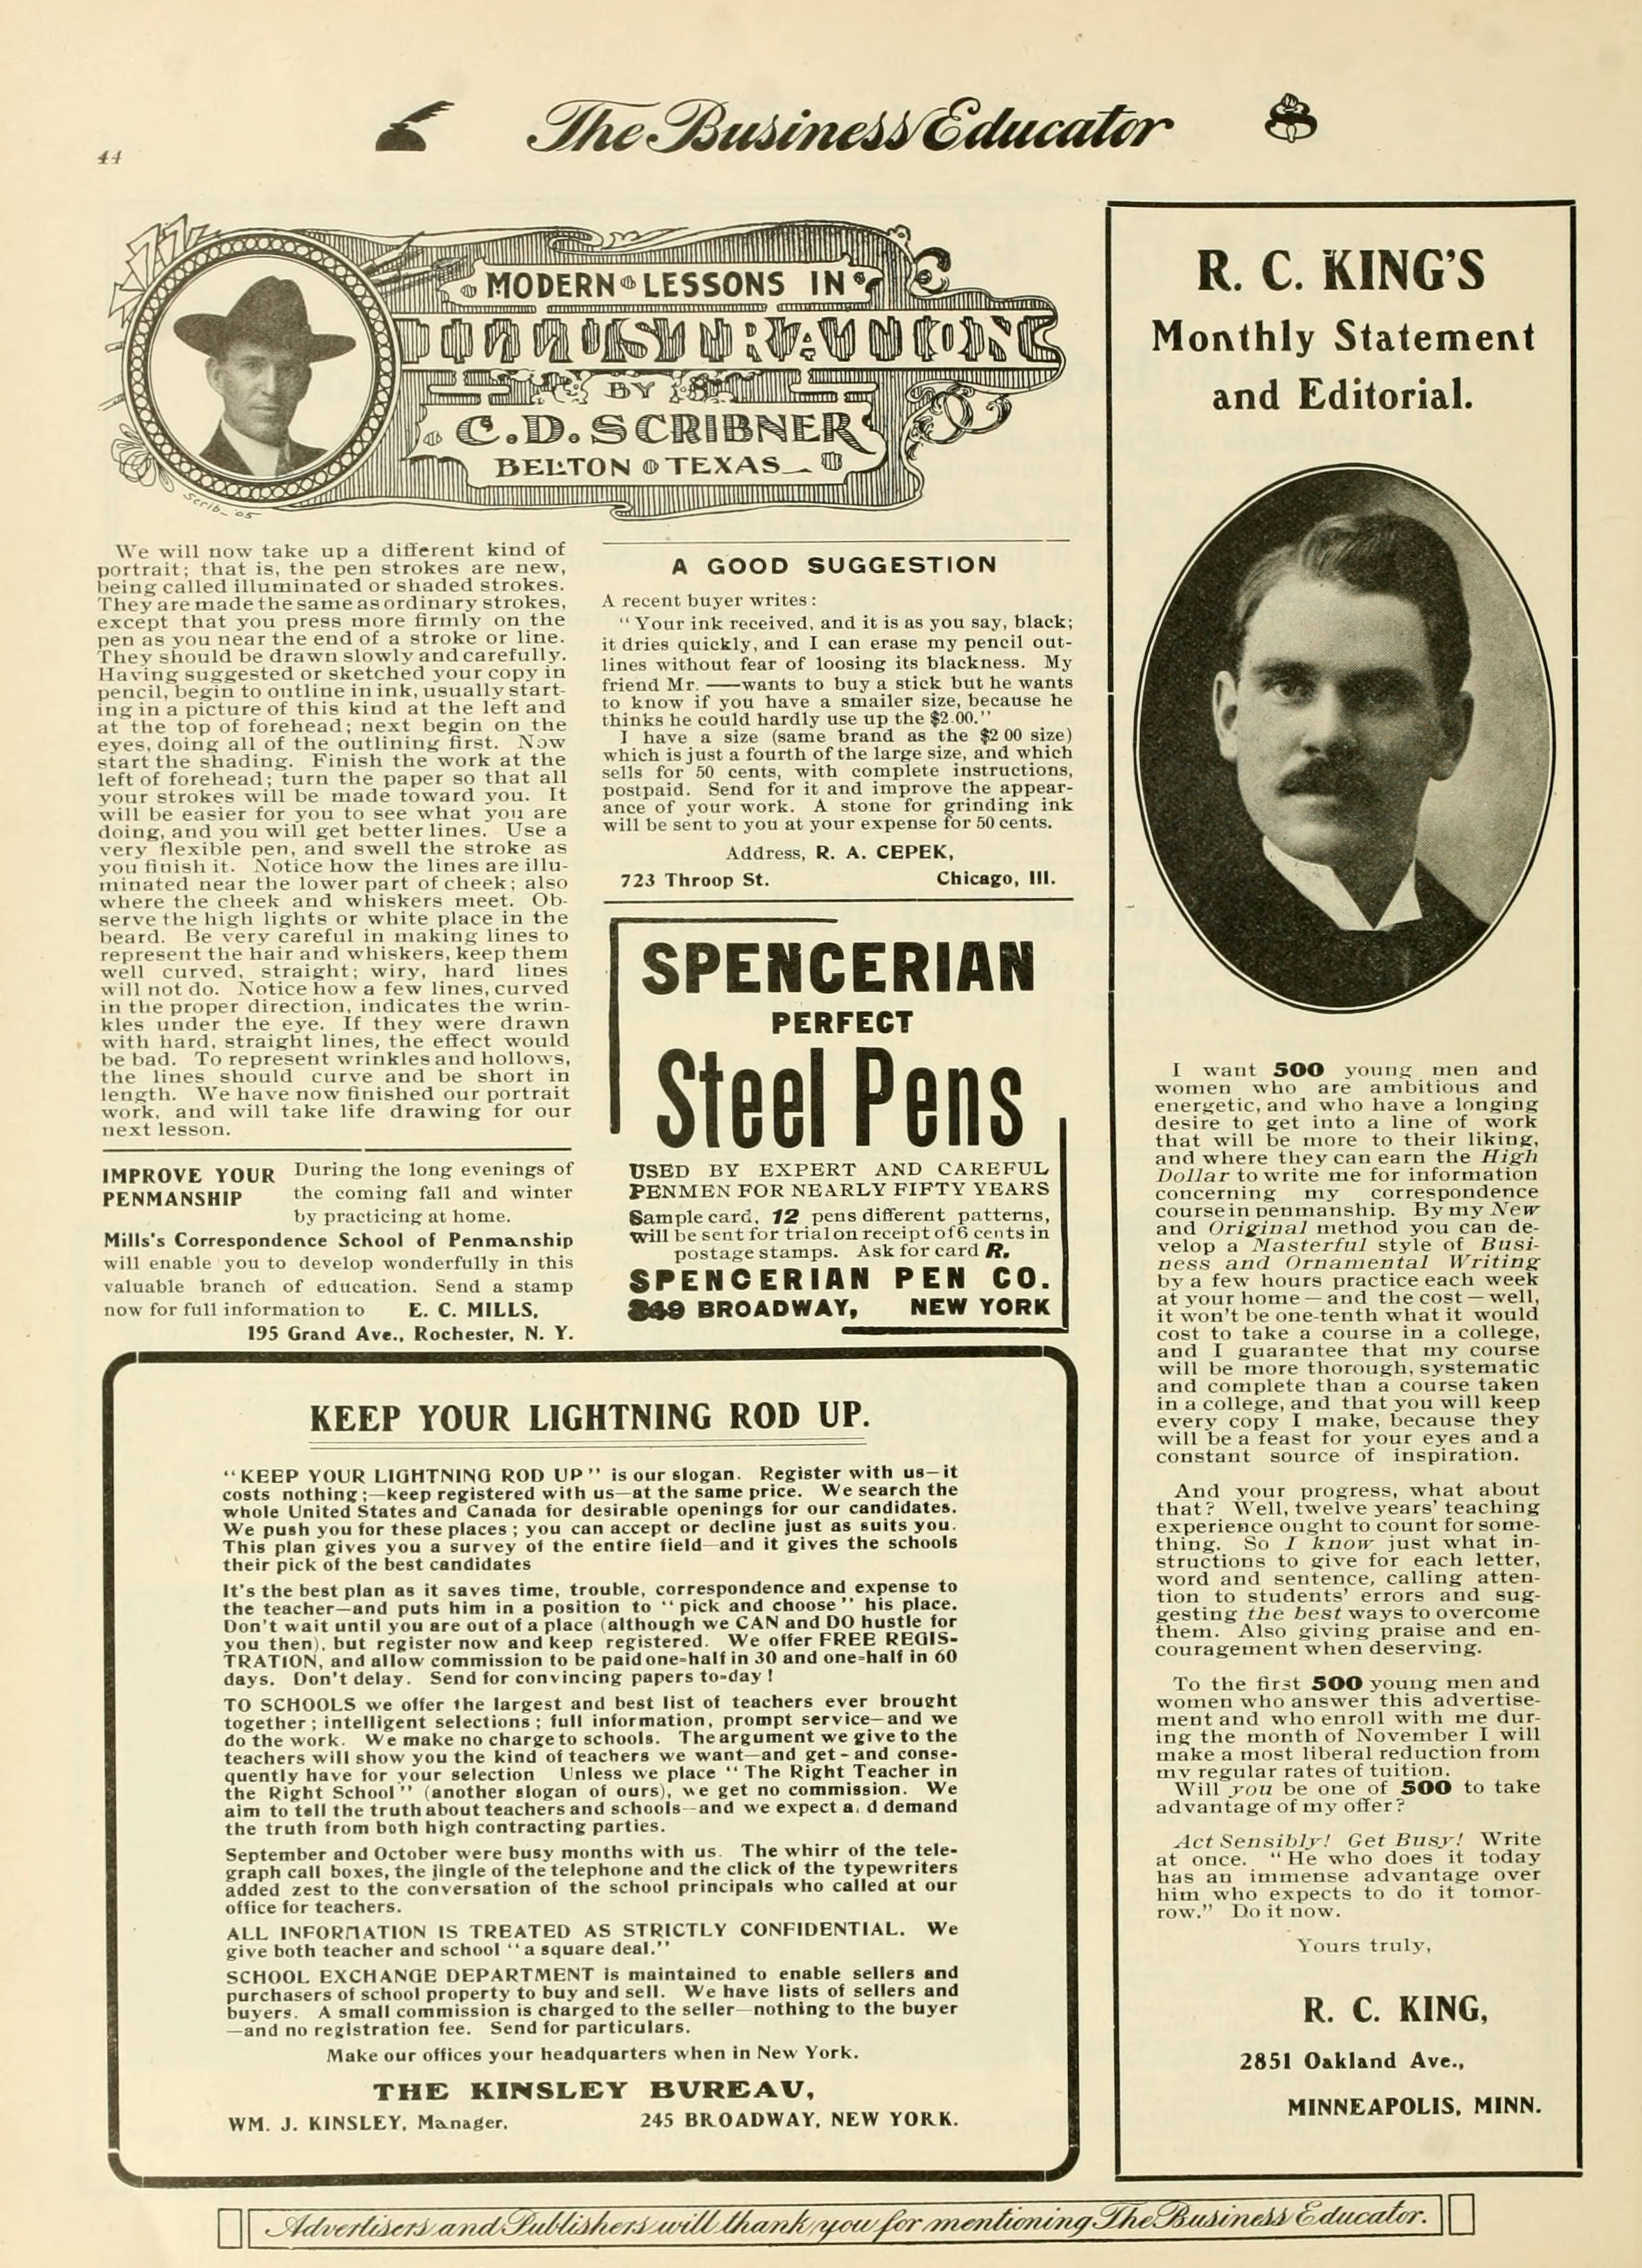 44
The Business Educator
MODERN LESSONS IN
ILLUSTRATING
BY
C. D. SCRIBNER
BELTON TEXAS
Scrib- 05
We will now take up a different kind of
portrait; that is, the pen strokes are new,
being called illuminated or shaded strokes.
They are made the same as ordinary strokes,
except that you press more firmly on the
pen as you near the end of a stroke or line.
They should be drawn slowly and carefully.
Having suggested or sketched your copy in
pencil, begin to outline in ink, usually start-
ing in a picture of this kind at the left and
at the top of forehead; next begin on the
eyes, doing all of the outlining first. Now
start the shading. Finish the work at the
left of forehead; turn the paper so that all
your strokes will be made toward you. It
will be easier for you to see what you are
doing, and you will get better lines. Use a
very flexible pen, and swell the stroke as
you finish it. Notice how the lines are illu-
minated near the lower part of cheek; also
where the cheek and whiskers meet. Ob-
serve the high lights or white place in the
beard. Be very careful in making lines to
represent the hair and whiskers, keep them
well curved, straight; wiry, hard lines
will not do. Notice how a few lines, curved
in the proper direction, indicates the wrin-
kles under the eye. If they were drawn
with hard, straight lines, the effect would
be bad. To represent wrinkles and hollows,
the lines should curve and be short in
length. We have now finished our portrait
work, and will take life drawing for our
next lesson.
IMPROVE YOUR PENMANSHIP
During the long evenings of
the coming fall and winter
by practicing at home.
Mills's Correspondence School of Penmanship
will enable you to develop wonderfully in this
valuable branch of education. Send a stamp
now for full information to E. C. MILLS,
195 Grand Ave., Rochester, N. Y.
A GOOD SUGGESTION
A recent buyer writes:
"Your ink received, and it is as you say, black;
it dries quickly, and I can erase my pencil out-
lines without fear of loosing its blackness. My
friend Mr. ——wants to buy a stick but he wants
to know if you have a smailer size, because he
thinks he could hardly use up the $2.00."
I have a size (same brand as the $2 00 size)
which is just a fourth of the large size, and which
sells for 50 cents, with complete instructions,
postpaid. Send for it and improve the appear-
ance of your work. A stone for grinding ink
will be sent to you at your expense for 50 cents.
Address, R. A. CEPEK,
723 Throop St. Chicago, Ill.
SPENCERIAN
PERFECT
Steel Pens
USED BY EXPERT AND CAREFUL
PENMEN FOR NEARLY FIFTY YEARS
Sample card, 12 pens different patterns,
will be sent for trial on receipt of 6 cents in
postage stamps. Ask for card R.
SPENCERIAN PEN CO.
349 BROADWAY, NEW YORK
KEEP YOUR LIGHTNING ROD UP.
"KEEP YOUR LIGHTNING ROD UP" is our slogan. Register with us—it
costs nothing;—keep registered with us—at the same price. We search the
whole United States and Canada for desirable openings for our candidates.
We push you for these places; you can accept or decline just as suits you.
This plan gives you a survey of the entire field—and it gives the schools
their pick of the best candidates
It's the best plan as it saves time, trouble, correspondence and expense to
the teacher—and puts him in a position to "pick and choose" his place.
Don't wait until you are out of a place (although we CAN and DO hustle for
you then), but register now and keep registered. We offer FREE REGIS-
TRATION, and allow commission to be paid one-half in 30 and one-half in 60
days. Don't delay. Send for convincing papers to-day!
TO SCHOOLS we offer the largest and best list of teachers ever brought
together; intelligent selections; full information, prompt service—and we
do the work. We make no charge to schools. The argument we give to the
teachers will show you the kind of teachers we want—and get-and conse-
quently have for your selection Unless we place "The Right Teacher in
the Right School" (another slogan of ours), we get no commission. We
aim to tell the truth about teachers and schools—and we expect a d demand
the truth from both high contracting parties.
September and October were busy months with us. The whirr of the tele-
graph call boxes, the jingle of the telephone and the click of the typewriters
added zest to the conversation of the school principals who called at our
office for teachers.
ALL INFORMATION IS TREATED AS STRICTLY CONFIDENTIAL. We
give both teacher and school "a square deal."
SCHOOL EXCHANGE DEPARTMENT is maintained to enable sellers and
purchasers of school property to buy and sell. We have lists of sellers and
buyers. A small commission is charged to the seller—nothing to the buyer
—and no registration fee. Send for particulars.
Make our offices your headquarters when in New York.
THE KINSLEY BUREAU,
WM. J. KINSLEY, Manager, 245 BROADWAY, NEW YORK.
R. C. KING'S
Monthly Statement
and Editorial.
I want 500 young men and
women who are ambitious and
energetic, and who have a longing
desire to get into a line of work
that will be more to their liking,
and where they can earn the High
Dollar to write me for information
concerning my correspondence
course in penmanship. By my New
and Original method you can de-
velop a Masterful style of Busi-
ness and Ornamental Writing
by a few hours practice each week
at your home—and the cost—well,
it won't be one-tenth what it would
cost to take a course in a college,
and I guarantee that my course
will be more thorough, systematic
and complete than a course taken
in a college, and that you will keep
every copy I make, because they
will be a feast for your eyes and a
constant source of inspiration.
And your progress, what about
that? Well, twelve years' teaching
experience ought to count for some-
thing. So I know just what in-
structions to give for each letter,
word and sentence, calling atten-
tion to students' errors and sug-
gesting the best ways to overcome
them. Also giving praise and en-
couragement when deserving.
To the first 500 young men and
women who answer this advertise-
ment and who enroll with me dur-
ing the month of November I will
make a most liberal reduction from
my regular rates of tuition.
Will you be one of 500 to take
advantage of my offer?
Act Sensibly! Get Busy! Write
at once. "He who does it today
has an immense advantage over
him who expects to do it tomor-
row." Do it now.
Yours truly,
R. C. KING,
2851 Oakland Ave.,
MINNEAPOLIS, MINN.
Advertisers and Publishers will thank you for mentioning The Business Educator.